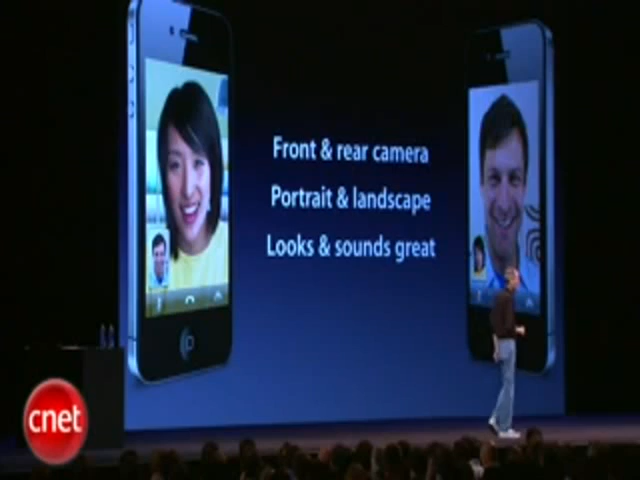 Front & rear camera
Portrait & landscape
Looks & sounds great
cnet